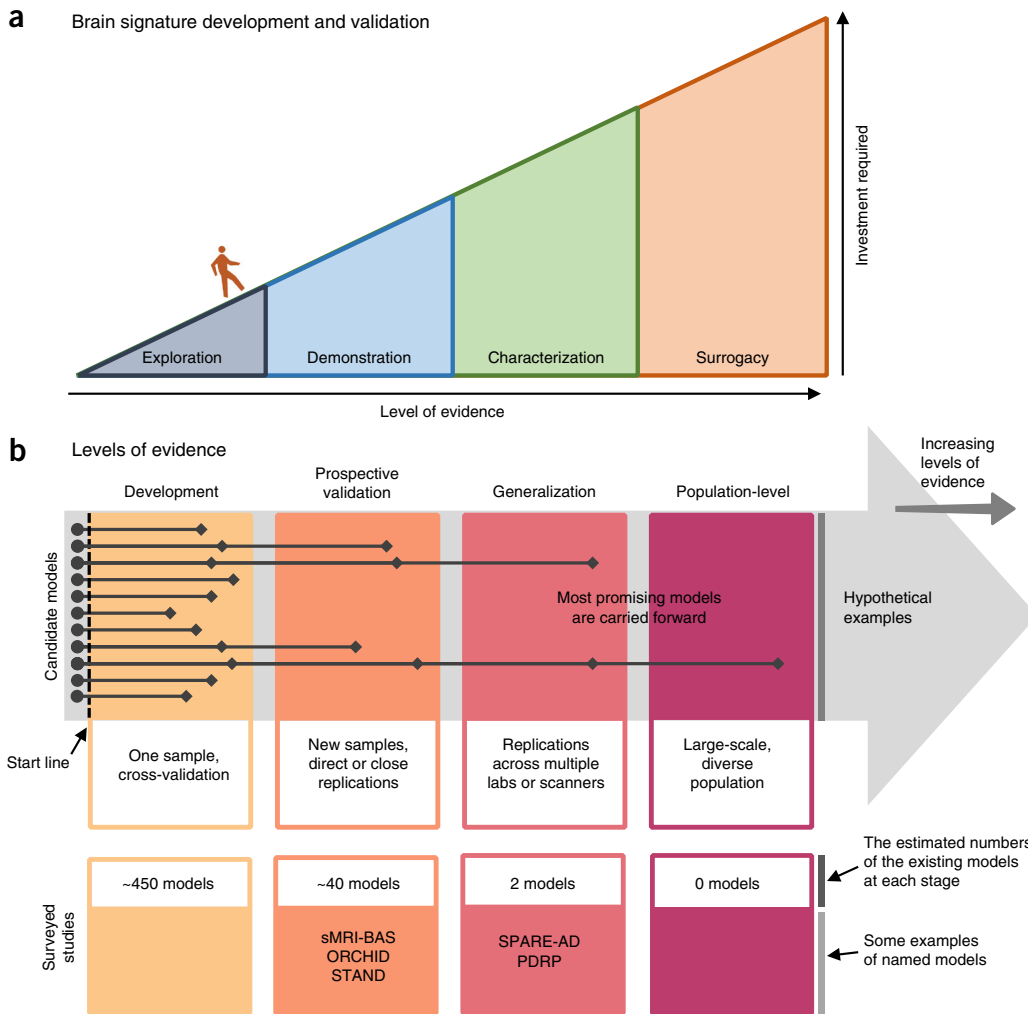 a
Brain signature development and validation
Investment required
Exploration
Demonstration
Characterization
Surrogacy
Level of evidence
b
Levels of evidence
Increasing
levels of
evidence
Development
Prospective
validation
Generalization
Population-level
Candidate models
Most promising models
are carried forward
Hypothetical
examples
Start line
One sample,
cross-validation
New samples,
direct or close
replications
Replications
across multiple
labs or scanners
Large-scale,
diverse
population
The estimated numbers
of the existing models
at each stage
Surveyed
studies
~450 models
~40 models
2 models
0 models
sMRI-BAS
ORCHID
STAND
SPARE-AD
PDRP
Some examples
of named models